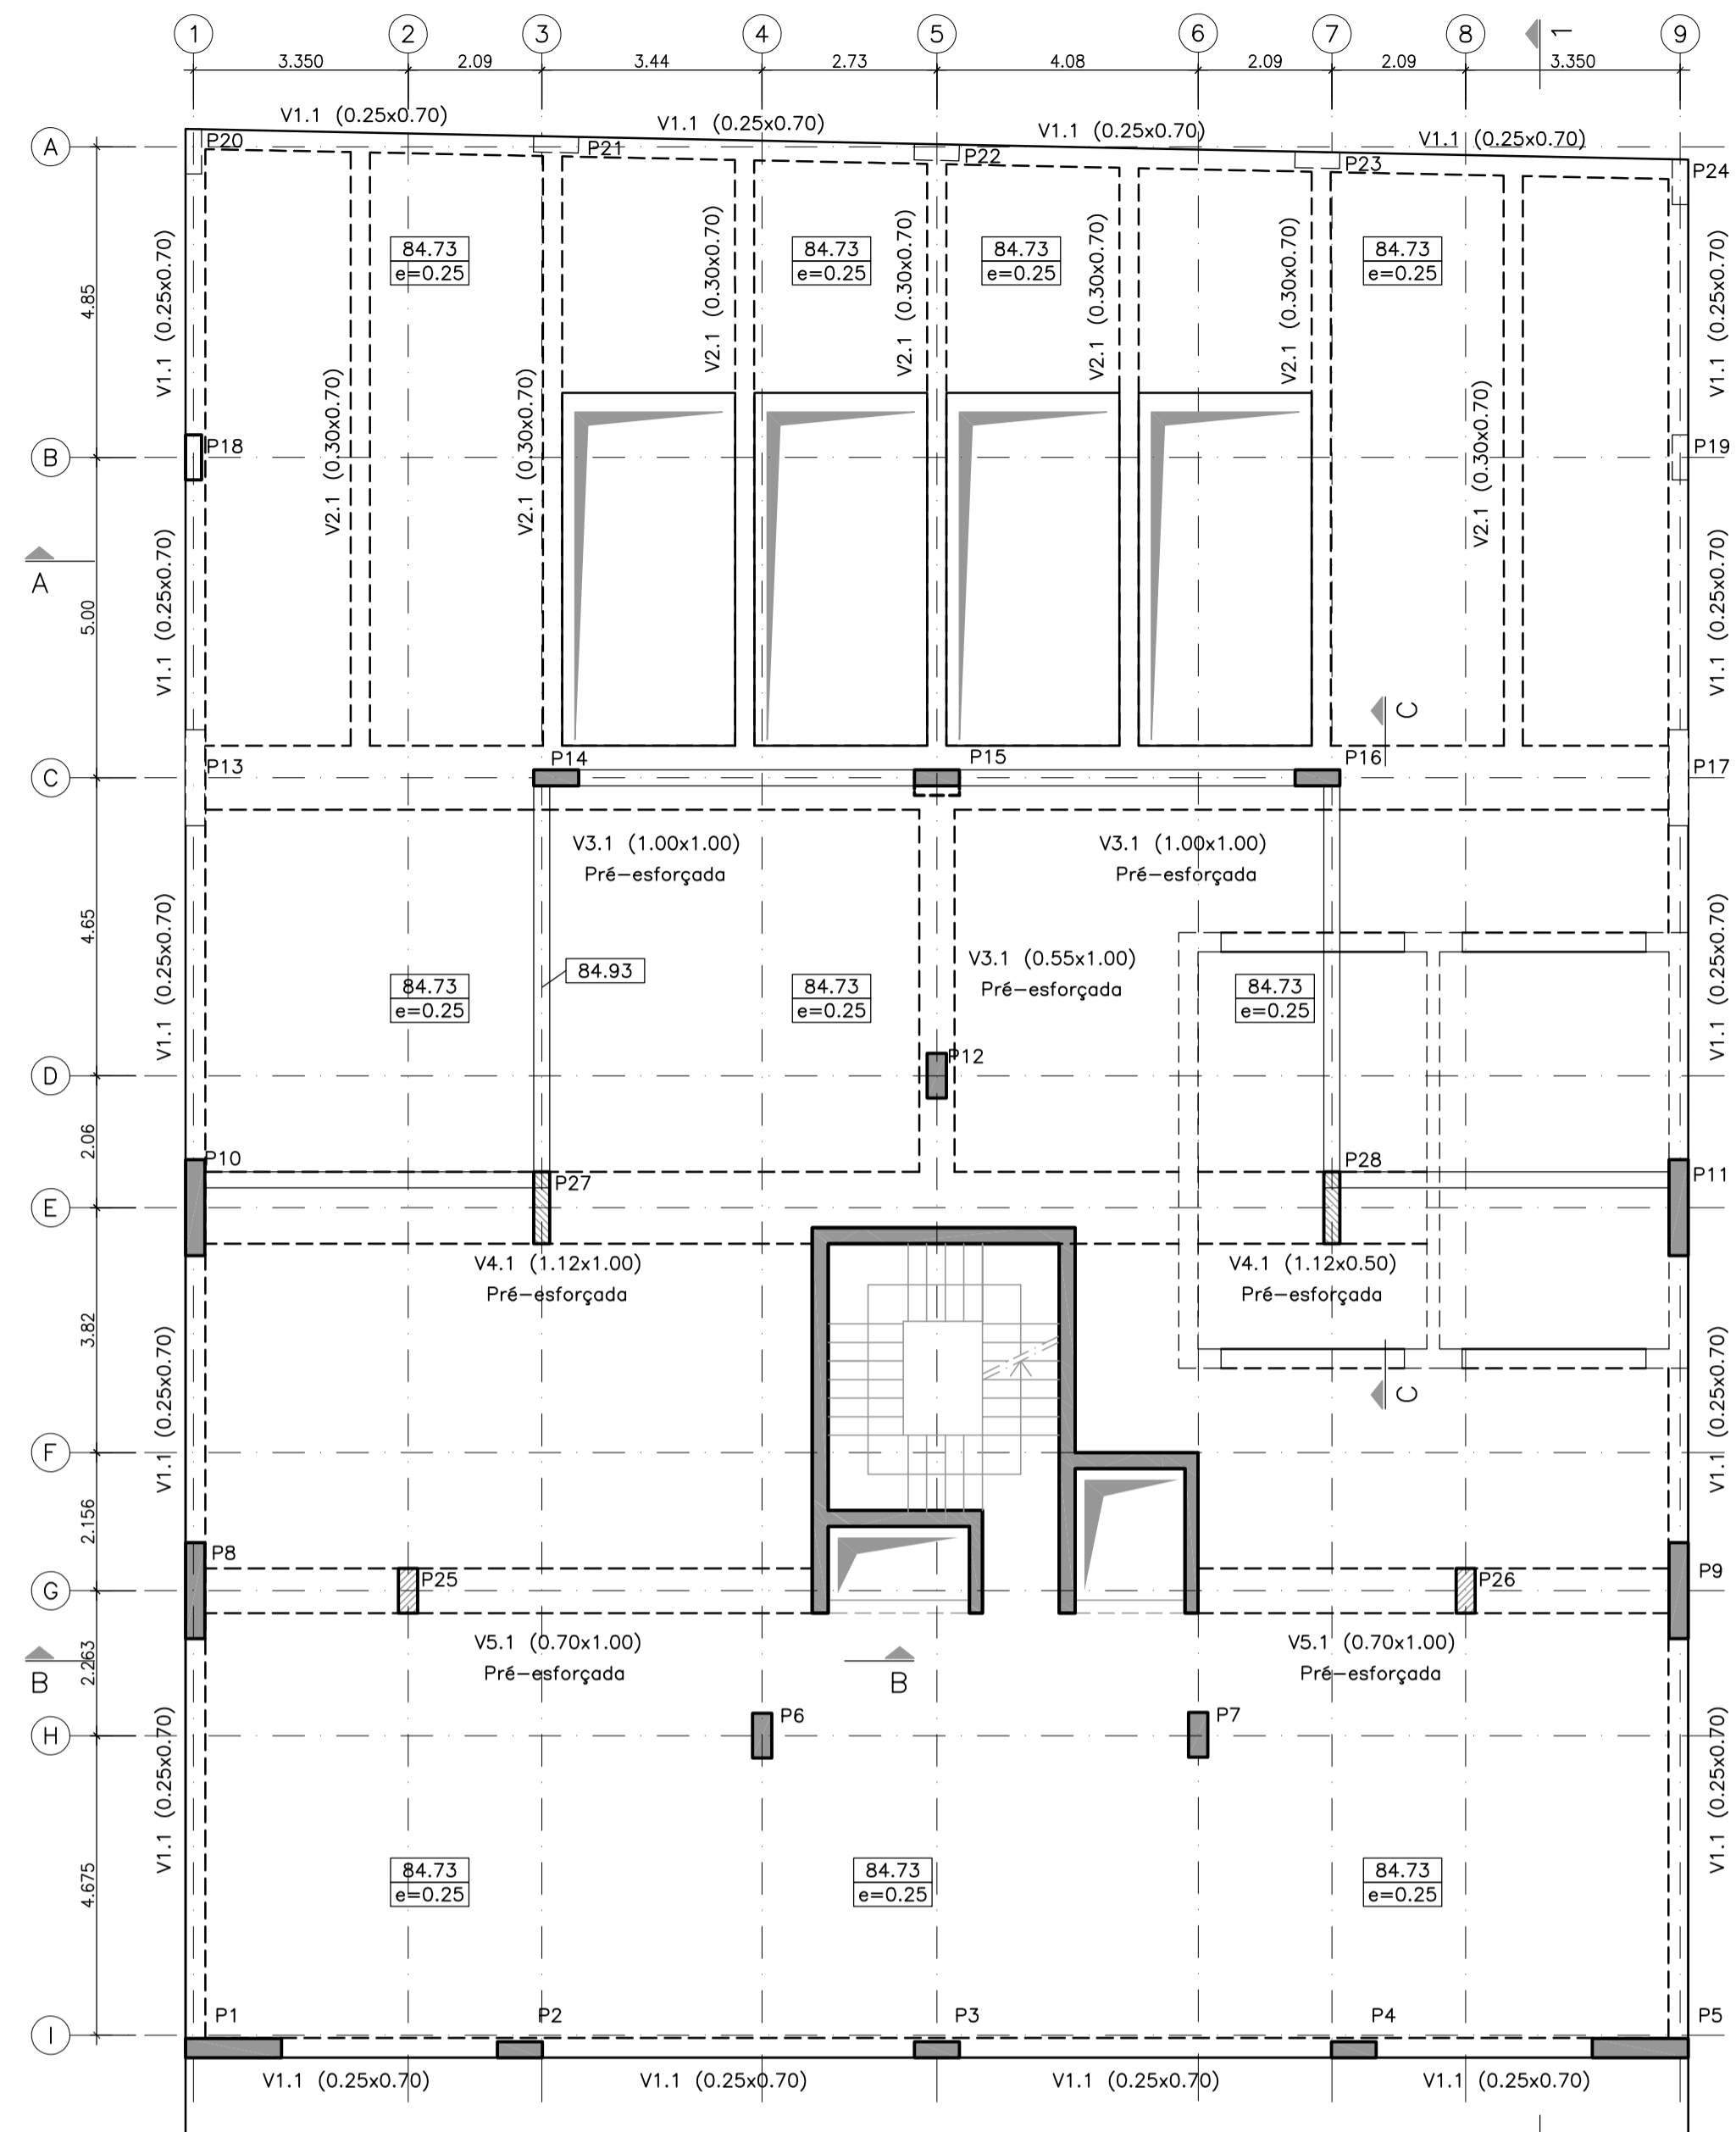 1 2 3 4 5 6 7 8 9
1
3.350 2.09 3.44 2.73 4.08 2.09 2.09 3.350
V1.1 (0.25x0.70) V1.1 (0.25x0.70) V1.1 (0.25x0.70) V1.1 (0.25x0.70)
A P20 P21 P22 P23 P24
84.73 84.73 84.73 84.73
e=0.25 e=0.25 e=0.25 e=0.25
4.85
V1.1 (0.25x0.70)
V2.1 (0.30x0.70)
V2.1 (0.30x0.70)
V2.1 (0.30x0.70)
V2.1 (0.30x0.70)
V1.1 (0.25x0.70)
B P18 P19
V2.1 (0.30x0.70)
V2.1 (0.30x0.70)
V2.1 (0.30x0.70)
A
5.00
V1.1 (0.25x0.70)
V1.1 (0.25x0.70)
C
C P13 P14 P15 P16 P17
V3.1 (1.00x1.00) V3.1 (1.00x1.00)
Pré-esforçada Pré-esforçada
4.65
V1.1 (0.25x0.70)
V1.1 (0.25x0.70)
84.93
V3.1 (0.55x1.00)
Pré-esforçada
84.73 84.73 84.73
e=0.25 e=0.25 e=0.25
D P12
2.06
P10 P27 P28 P11
E
V4.1 (1.12x1.00) V4.1 (1.12x0.50)
Pré-esforçada Pré-esforçada
3.82
V1.1 (0.25x0.70)
V1.1 (0.25x0.70)
C
F
2.156
P8 P25 P26 P9
G
V5.1 (0.70x1.00) V5.1 (0.70x1.00)
Pré-esforçada Pré-esforçada
B B
2.263
H P6 P7
V1.1 (0.25x0.70)
V1.1 (0.25x0.70)
4.675
84.73 84.73 84.73
e=0.25 e=0.25 e=0.25
P1 P2 P3 P4 P5
I
V1.1 (0.25x0.70) V1.1 (0.25x0.70) V1.1 (0.25x0.70) V1.1 (0.25x0.70)